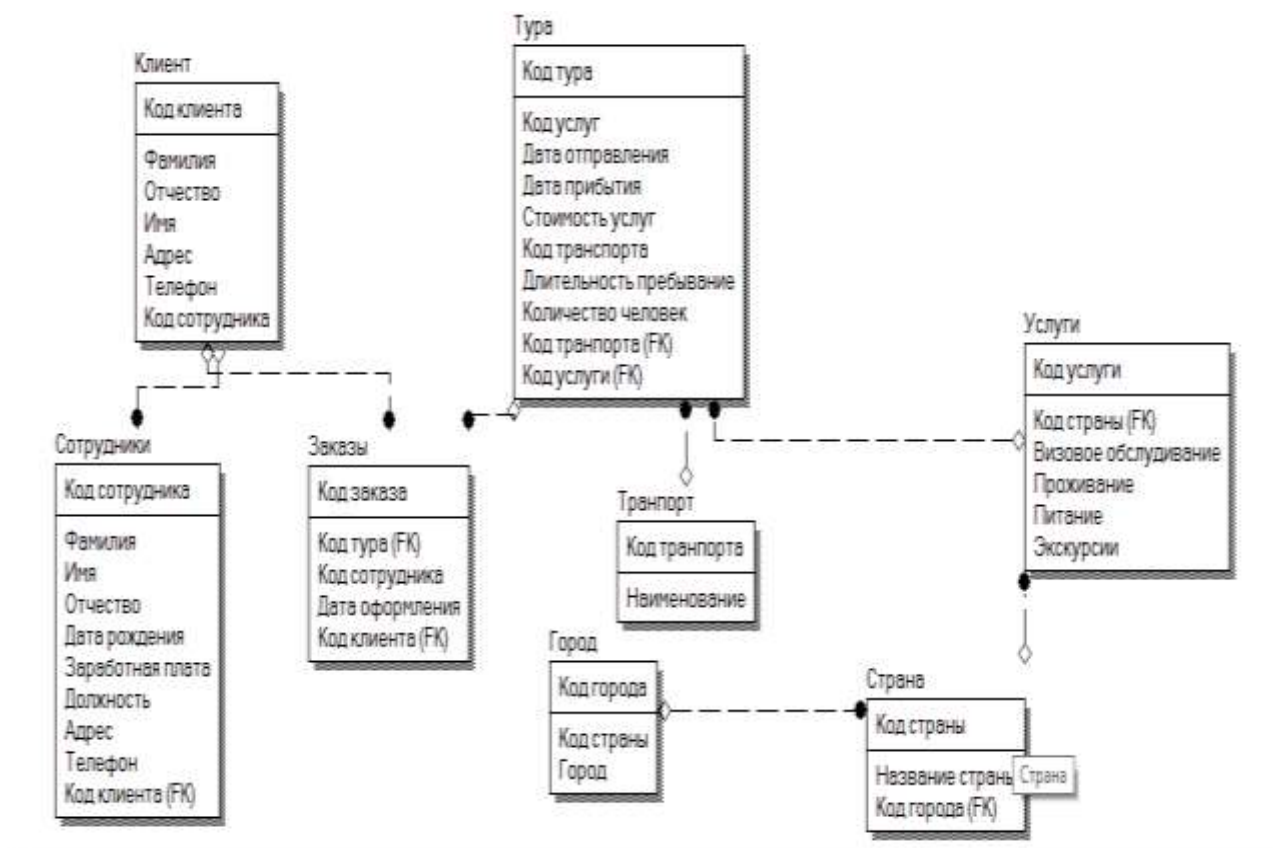 Клиент
Код клиента
Фамилия
Отчество
Имя
Адрес
Телефон
Код сотрудника
Тура
Код тура
Код услуг
Дата отправления
Дата прибытия
Стоимость услуг
Код транспорта
Длительность пребывание
Количество человек
Код транпорта (FK)
Код услуги (FK)
Услуги
Код услуги
Код страны (FK)
Визовое обслудивание
Проживание
Питание
Экскурсии
Сотрудники
Код сотрудника
Фамилия
Имя
Отчество
Дата рождения
Заработная плата
Должность
Адрес
Телефон
Код клиента (FK)
Заказы
Код заказа
Код тура (FK)
Код сотрудника
Дата оформления
Код клиента (FK)
Транпорт
Код транпорта
Наименование
Город
Код города
Код страны
Город
Страна
Код страны
Название страны
Код города (FK)
Страна